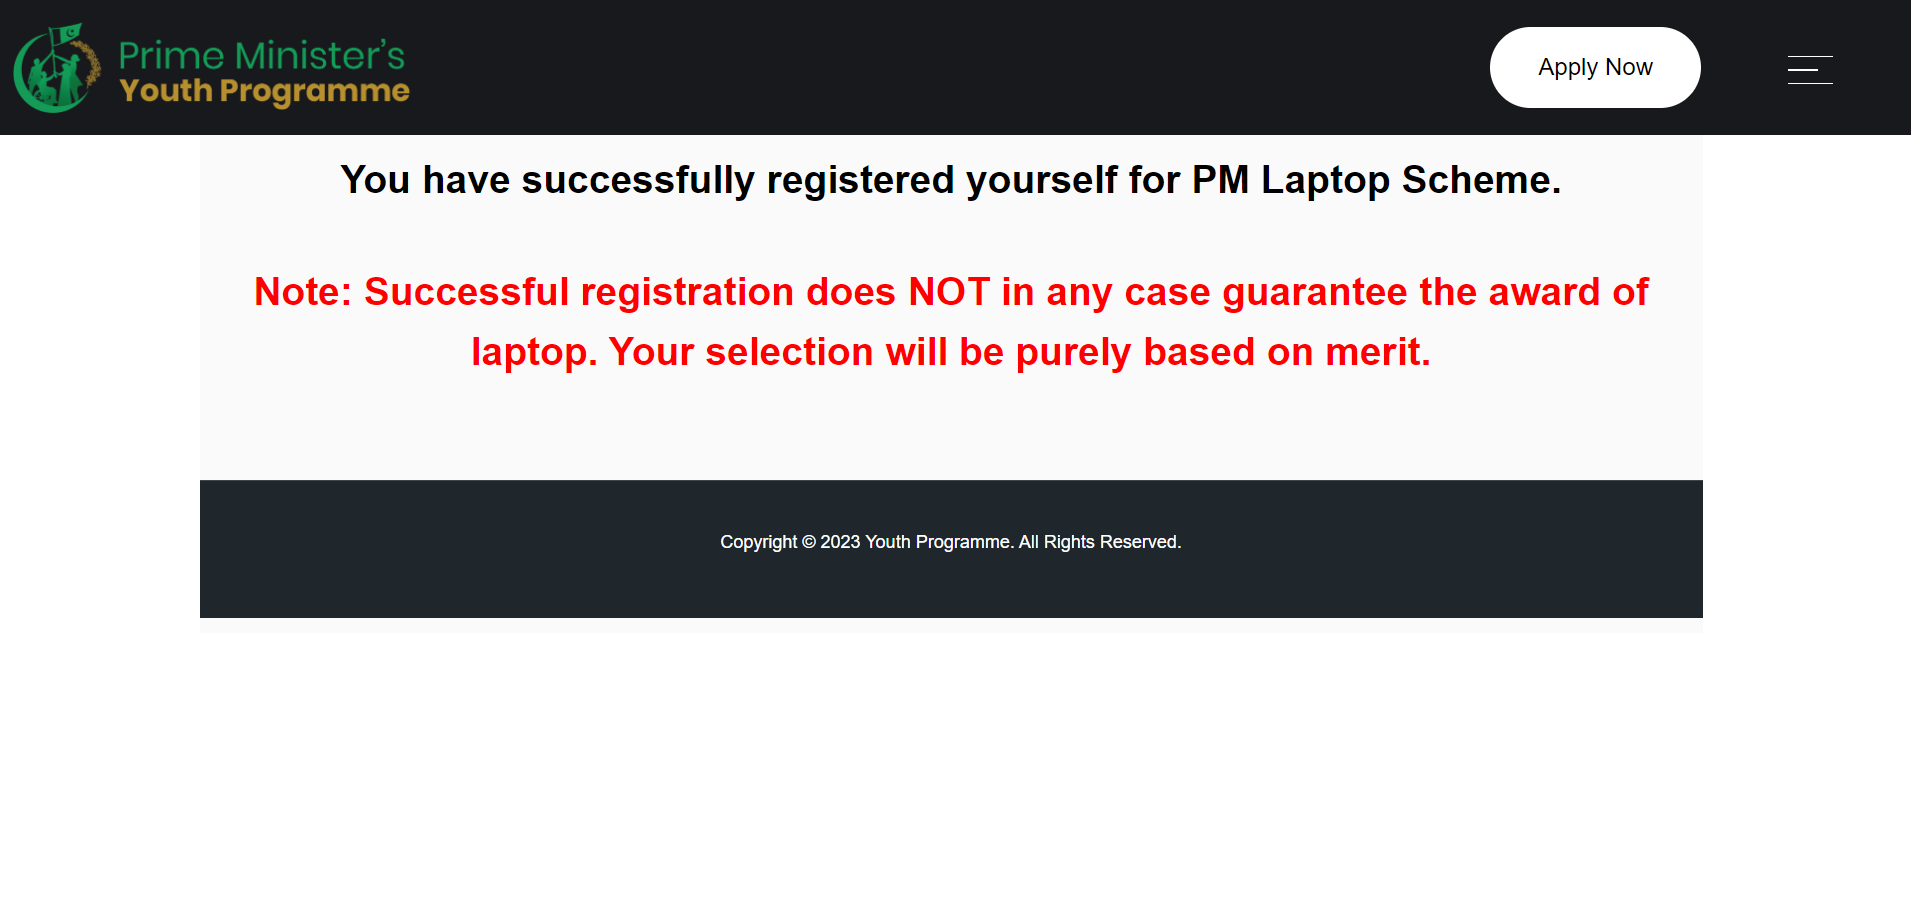 Prime Minister's
Youth Programme
Apply Now
You have successfully registered yourself for PM Laptop Scheme.
Note: Successful registration does NOT in any case guarantee the award of
laptop. Your selection will be purely based on merit.
Copyright © 2023 Youth Programme. All Rights Reserved.